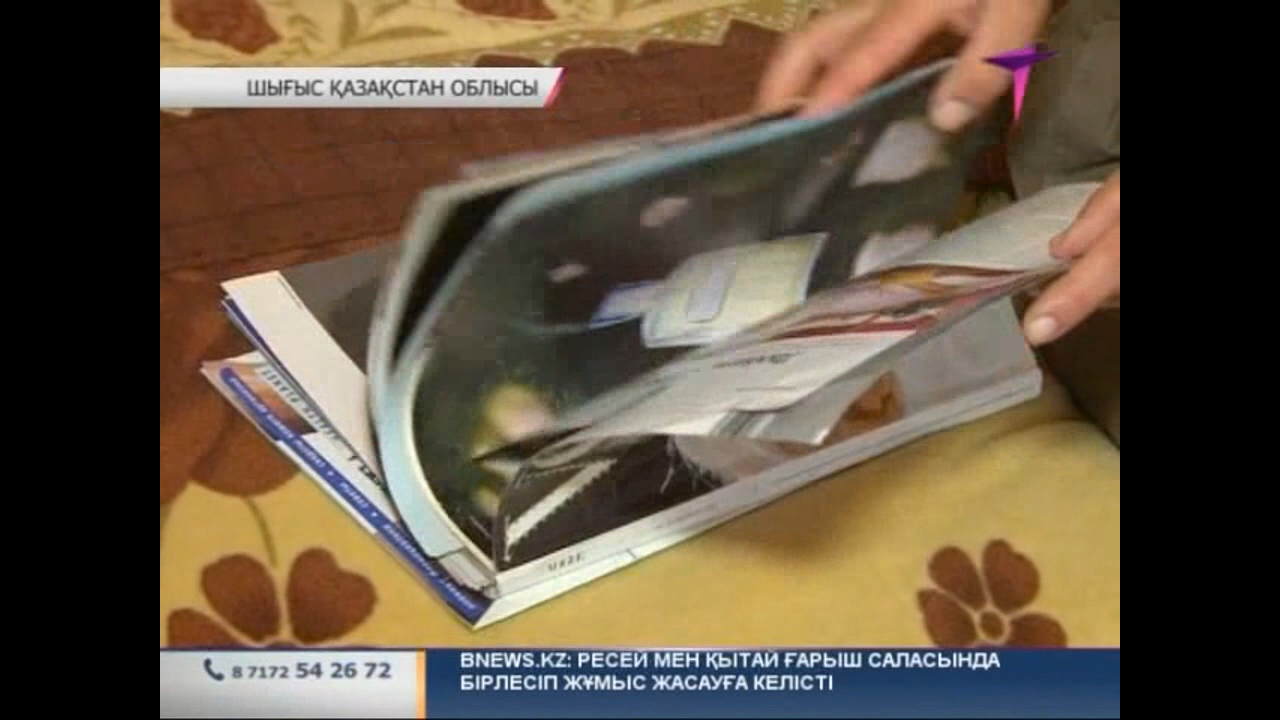 ШЫҒЫС ҚАЗАҚСТАН ОБЛЫСЫ
8 7172 54 26 72
BNEWS.KZ: РЕСЕЙ МЕН ҚЫТАЙ ҒАРЫШ САЛАСЫНДА
БІРЛЕСІП ЖҰМЫС ЖАСАУҒА КЕЛІСТІ